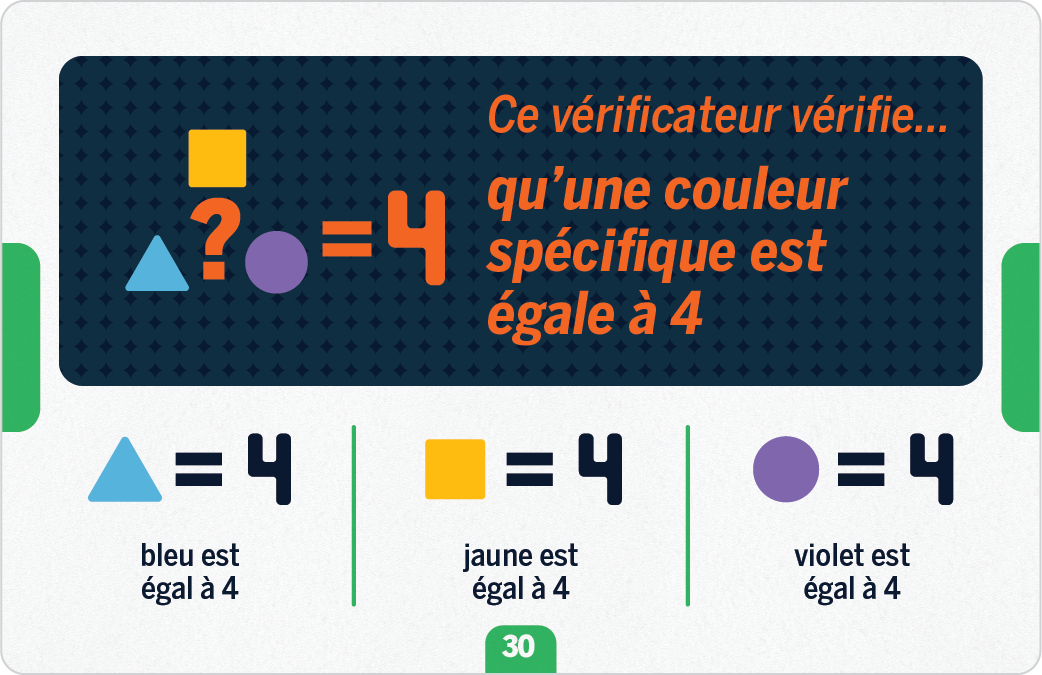 Ce vérificateur vérifie...
qu'une couleur
spécifique est
égale à 4
? = 4
= 4
= 4
= 4
bleu est
égal à 4
jaune est
égal à 4
violet est
égal à 4
30